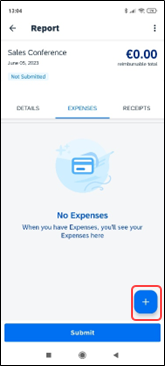 13:04
Report
Sales Conference
€0.00
June 05, 2023
reimbursable total
Not Submitted
DETAILS
EXPENSES
RECEIPTS
No Expenses
When you have Expenses, you'll see your
Expenses here
+
Submit